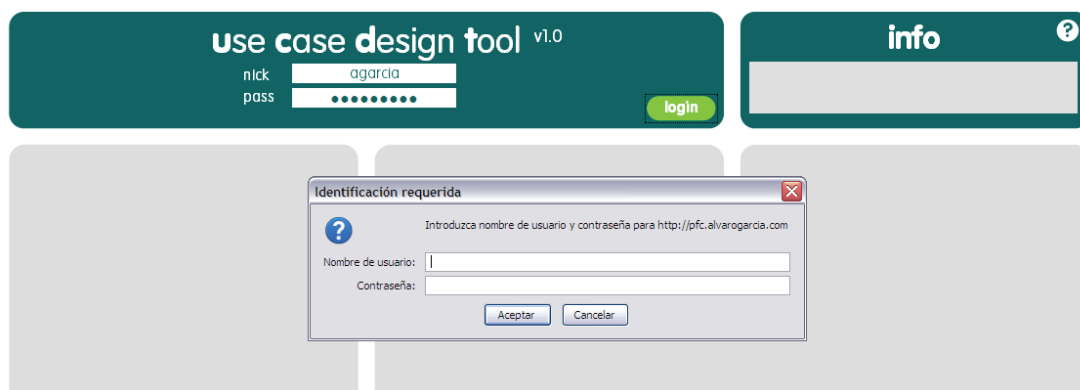 use case design tool v1.0
nick agarcia
pass •••••••••
login
info ?
Identificación requerida
Introduzca nombre de usuario y contraseña para http://pfc.alvarogarcia.com
Nombre de usuario:
Contraseña:
Aceptar Cancelar